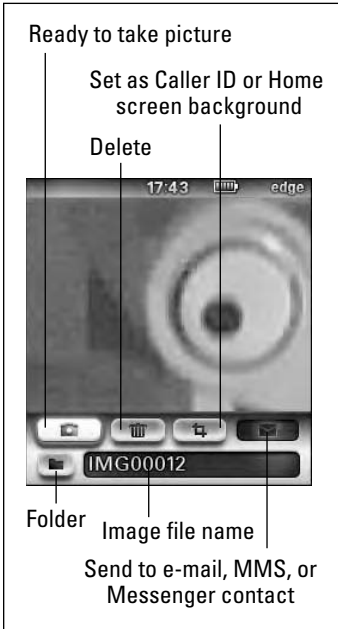 Ready to take picture
Set as Caller ID or Home
screen background
Delete
17:43 edge
IMG00012
Folder
Image file name
Send to e-mail, MMS, or
Messenger contact